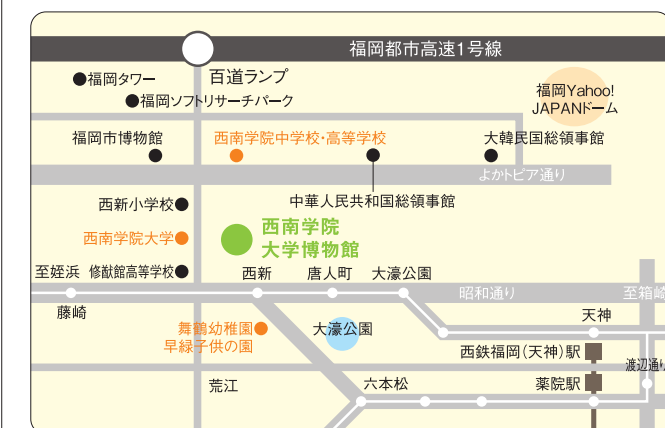 福岡都市高速1号線
福岡タワー
百道ランプ
福岡ソフトリサーチパーク
福岡Yahoo!
JAPANドーム
福岡市博物館
西南学院中学校・高等学校
大韓民国総領事館
よかトピア通り
中華人民共和国総領事館
西新小学校
西南学院
大学博物館
西南学院大学
至姪浜
修猷館高等学校
西新
唐人町
大濠公園
昭和通り
至箱崎
藤崎
天神
舞鶴幼稚園
早緑子供の園
大濠公園
西鉄福岡(天神)駅
渡辺通り
荒江
六本松
薬院駅